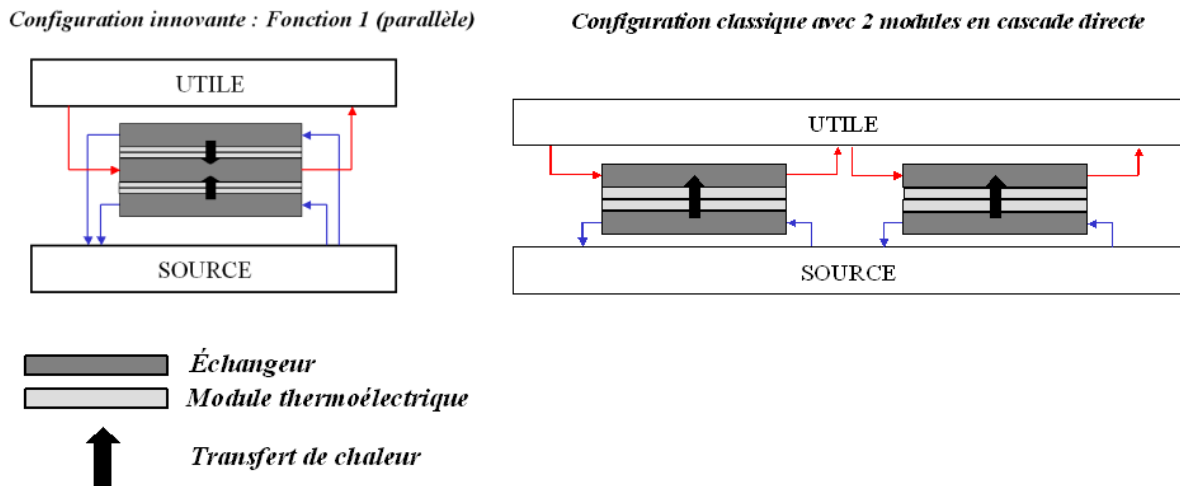 Configuration innovante : Fonction 1 (parallèle)
Configuration classique avec 2 modules en cascade directe
UTILE
SOURCE
UTILE
SOURCE
Échangeur
Module thermoélectrique
Transfert de chaleur